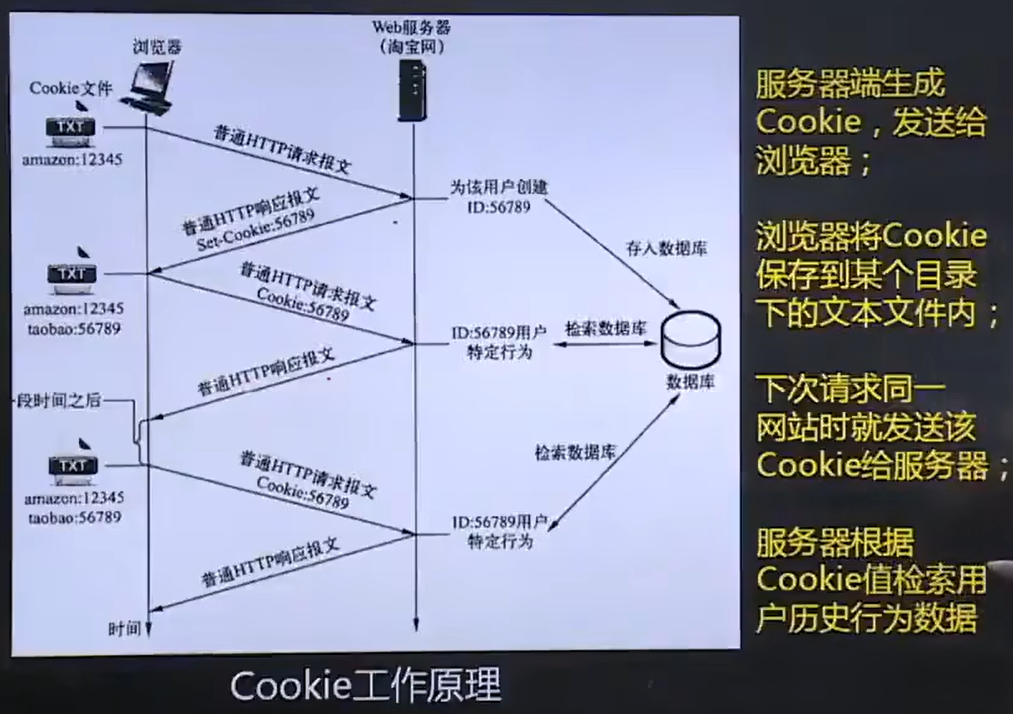 浏览器
Web服务器
（淘宝网）
Cookie文件
TXT
amazon:12345
普通HTTP请求报文
为该用户创建
ID:56789
普通HTTP响应报文
Set-Cookie:56789
存入数据库
TXT
amazon:12345
taobao:56789
普通HTTP请求报文
Cookie:56789
ID:56789用户
特定行为
检索数据库
数据库
普通HTTP响应报文
段时间之后
TXT
amazon:12345
taobao:56789
普通HTTP请求报文
Cookie:56789
检索数据库
ID:56789用户
特定行为
普通HTTP响应报文
时间
服务器端生成
Cookie，发送给
浏览器；
浏览器将Cookie
保存到某个目录
下的文本文件内；
下次请求同一
网站时就发送该
Cookie给服务器；
服务器根据
Cookie值检索用
户历史行为数据
Cookie工作原理